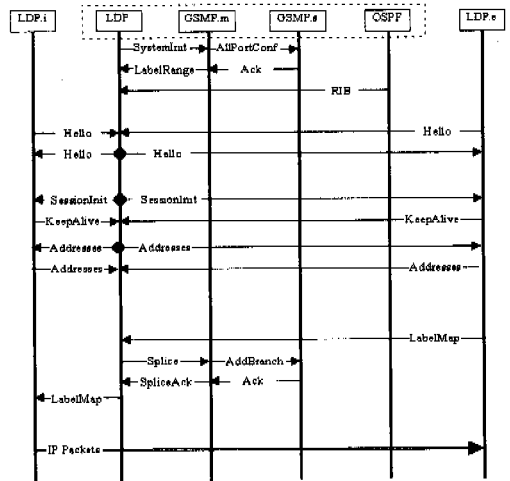 LDP.i LDP GSMP.m GSMP.s OSPF LDP.e
SystemInit AllPortConf
LabelRange Ack
RIB
Hello Hello
Hello Hello
SessionInit SessionInit
KeepAlive KeepAlive
Addresses Addresses
Addresses Addresses
LabelMap
Splice AddBranch
SpliceAck Ack
LabelMap
IP Packets